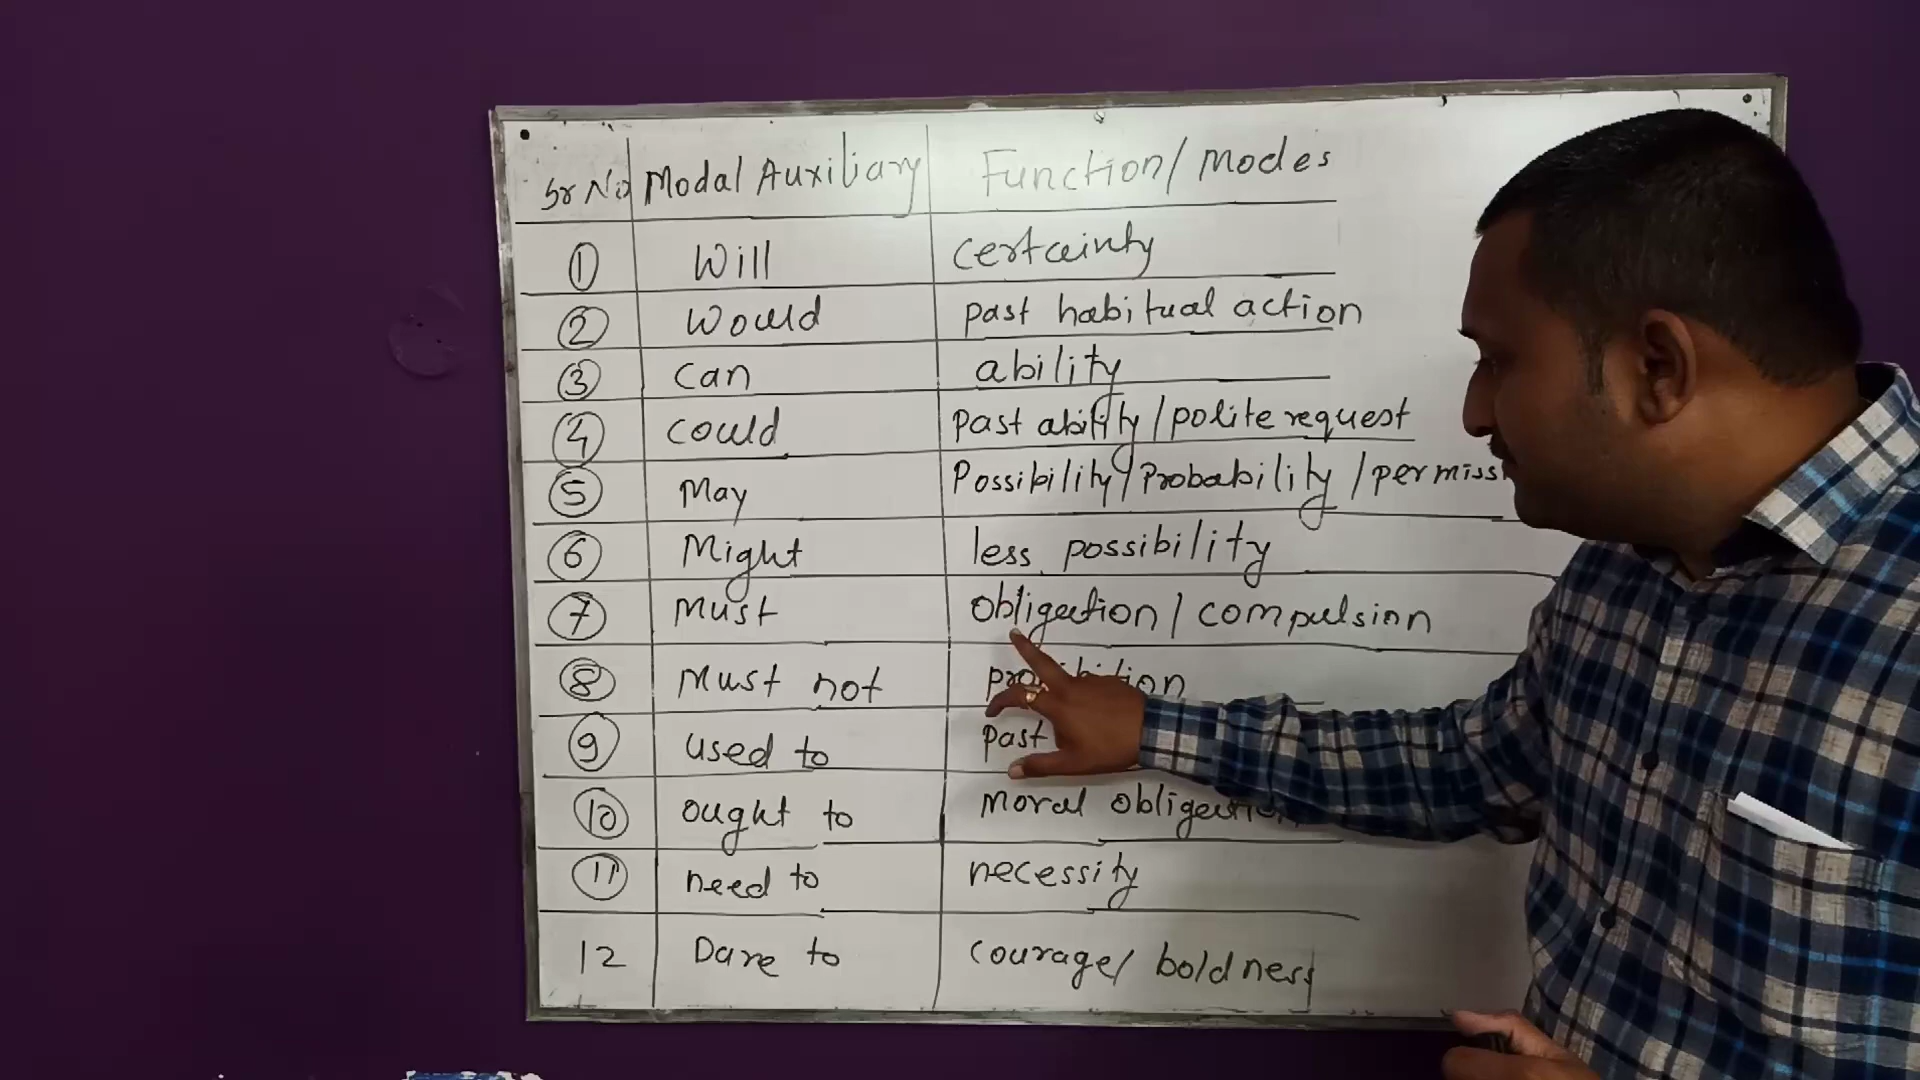 Sr No Modal Auxiliary Function/Modes
1 Will certainty
2 Would past habitual action
3 can ability
4 could past ability/polite request
5 May Possibility/Probability/permiss
6 Might less possibility
7 Must obligation/compulsion
8 Must not
9 used to past
10 ought to moral obligation
11 need to necessity
12 Dare to courage/boldness